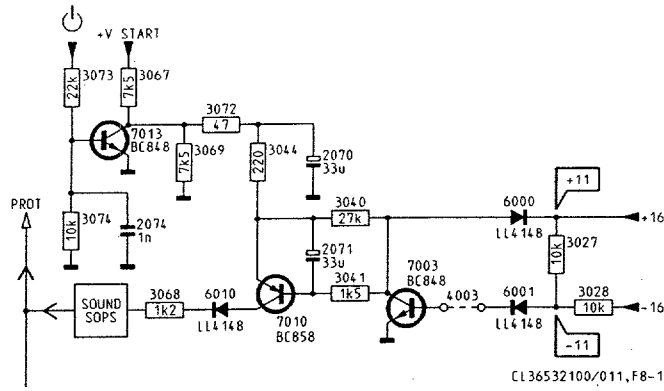 +V START
3073
22k
3067
7k5
3072
47
7013
BC848
3069
7k5
3044
220
2070
33u
+11
PROT
3074
10k
2074
1n
3040
27k
6000
LL4148
+16
2071
33u
3041
1k5
7003
BC848
3027
10k
SOUND
SOPS
3068
1k2
6010
LL4148
7010
BC858
4003
6001
LL4148
3028
10k
-16
-11
CL36532100/011,F8-1